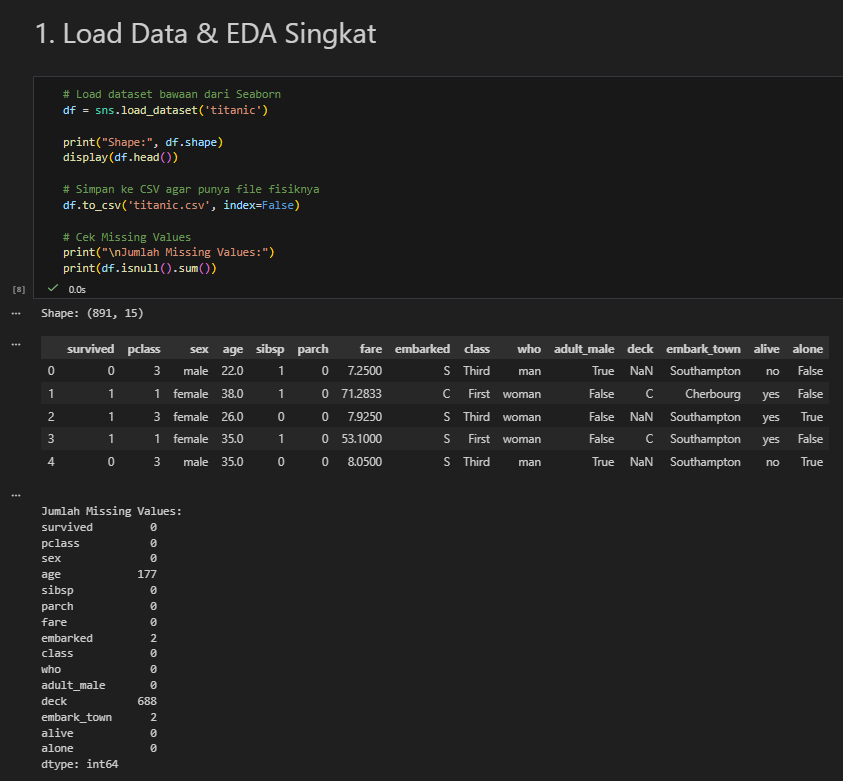 1. Load Data & EDA Singkat
# Load dataset bawaan dari Seaborn
df = sns.load_dataset('titanic')
print("Shape:", df.shape)
display(df.head())
# Simpan ke CSV agar punya file fisiknya
df.to_csv('titanic.csv', index=False)
# Cek Missing Values
print("\nJumlah Missing Values:")
print(df.isnull().sum())
[8] ✓ 0.0s
... Shape: (891, 15)
...
survived pclass sex age sibsp parch fare embarked class who adult_male deck embark_town alive alone
0 0 3 male 22.0 1 0 7.2500 S Third man True NaN Southampton no False
1 1 1 female 38.0 1 0 71.2833 C First woman False C Cherbourg yes False
2 1 3 female 26.0 0 0 7.9250 S Third woman False NaN Southampton yes True
3 1 1 female 35.0 1 0 53.1000 S First woman False C Southampton yes False
4 0 3 male 35.0 0 0 8.0500 S Third man True NaN Southampton no True
...
Jumlah Missing Values:
survived 0
pclass 0
sex 0
age 177
sibsp 0
parch 0
fare 0
embarked 2
class 0
who 0
adult_male 0
deck 688
embark_town 2
alive 0
alone 0
dtype: int64